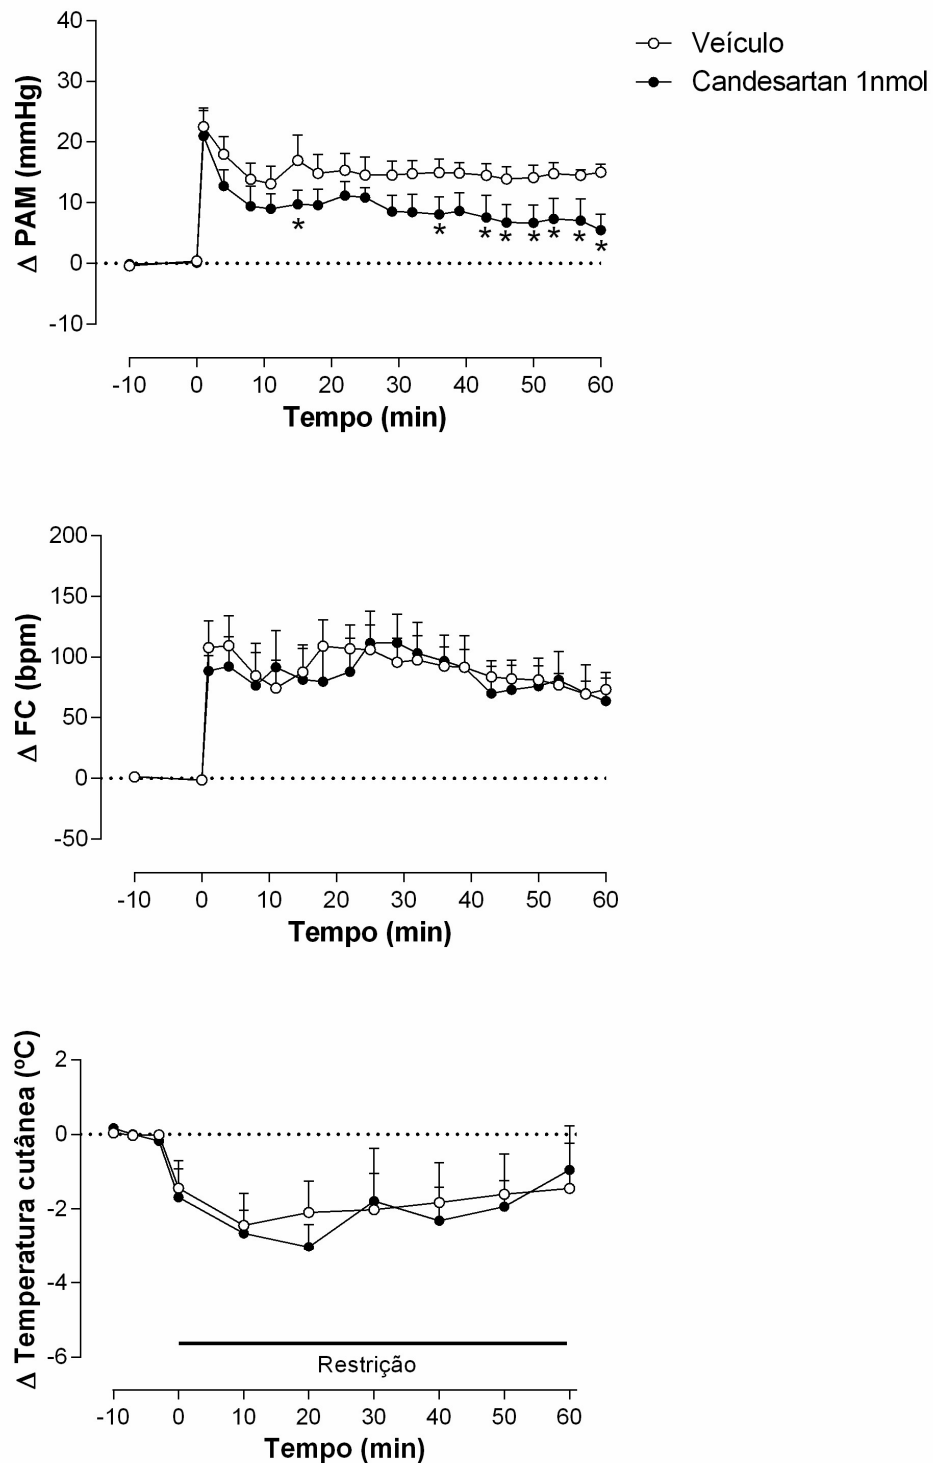 Veículo
Candesartan 1nmol
Δ PAM (mmHg)
40
30
20
10
0
-10
* * * * * * * *
-10 0 10 20 30 40 50 60
Tempo (min)
Δ FC (bpm)
200
150
100
50
0
-50
-10 0 10 20 30 40 50 60
Tempo (min)
Δ Temperatura cutânea (ºC)
2
0
-2
-4
-6
Restrição
-10 0 10 20 30 40 50 60
Tempo (min)